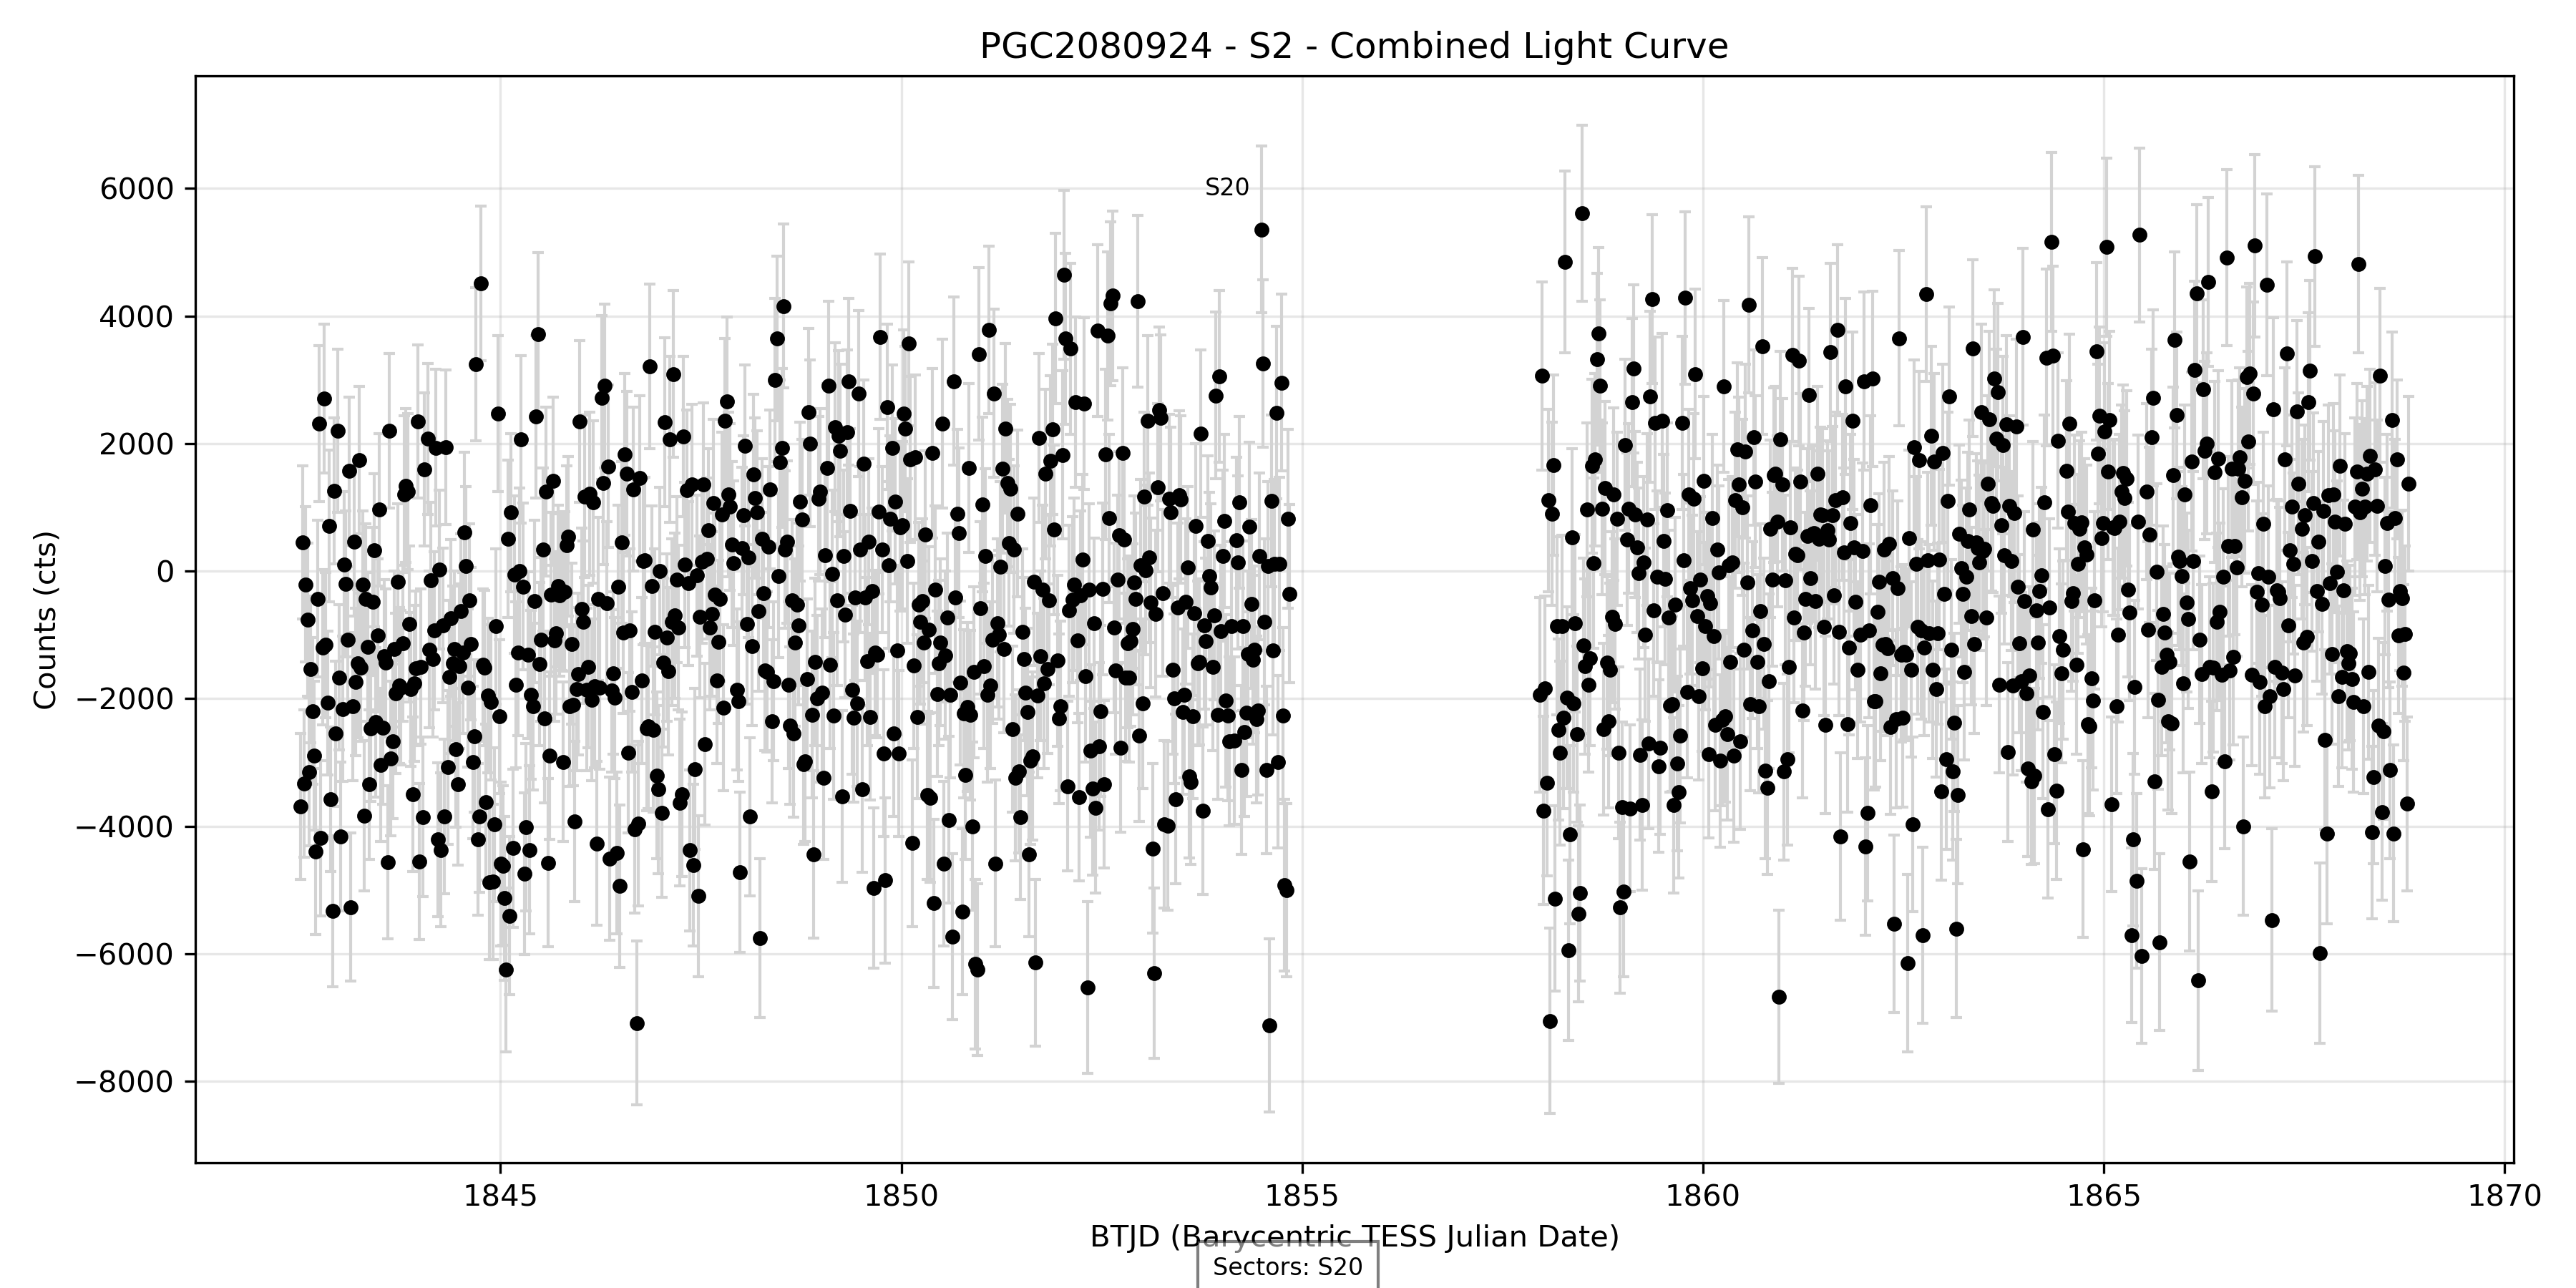 PGC2080924 - S2 - Combined Light Curve
S20
6000
4000
2000
0
−2000
−4000
−6000
−8000
Counts (cts)
1845
1850
1855
1860
1865
1870
BTJD (Barycentric TESS Julian Date)
Sectors: S20